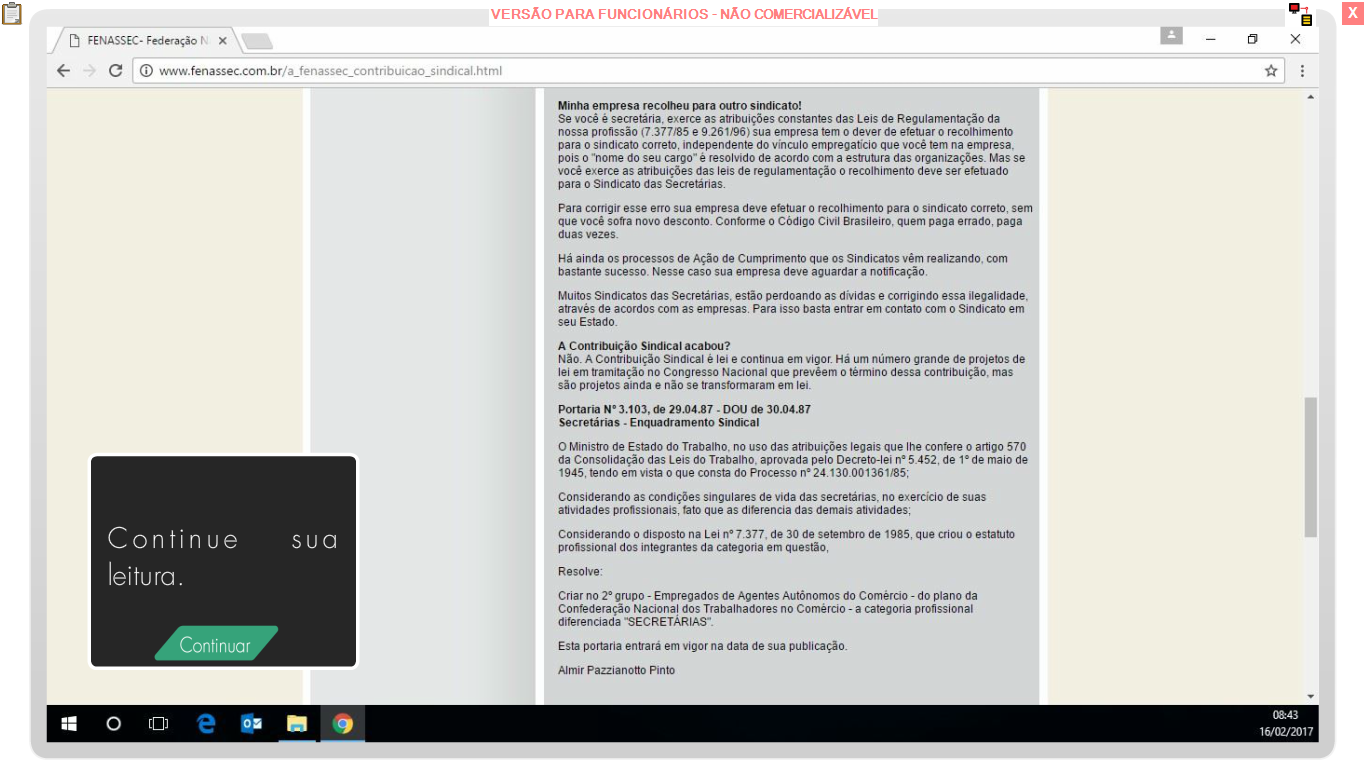 VERSÃO PARA FUNCIONÁRIOS - NÃO COMERCIALIZÁVEL
X
FENASSEC- Federação N
www.fenassec.com.br/a_fenassec_contribuicao_sindical.html
Minha empresa recolheu para outro sindicato!
Se você é secretária, exerce as atribuições constantes das Leis de Regulamentação da
nossa profissão (7.377/85 e 9.261/96) sua empresa tem o dever de efetuar o recolhimento
para o sindicato correto, independente do vínculo empregatício que você tem na empresa,
pois o "nome do seu cargo" é resolvido de acordo com a estrutura das organizações. Mas se
você exerce as atribuições das leis de regulamentação o recolhimento deve ser efetuado
para o Sindicato das Secretárias.
Para corrigir esse erro sua empresa deve efetuar o recolhimento para o sindicato correto, sem
que você sofra novo desconto. Conforme o Código Civil Brasileiro, quem paga errado, paga
duas vezes.
Há ainda os processos de Ação de Cumprimento que os Sindicatos vêm realizando, com
bastante sucesso. Nesse caso sua empresa deve aguardar a notificação.
Muitos Sindicatos das Secretárias, estão perdoando as dívidas e corrigindo essa ilegalidade,
através de acordos com as empresas. Para isso basta entrar em contato com o Sindicato em
seu Estado.
A Contribuição Sindical acabou?
Não. A Contribuição Sindical é lei e continua em vigor. Há um número grande de projetos de
lei em tramitação no Congresso Nacional que prevêem o término dessa contribuição, mas
são projetos ainda e não se transformaram em lei.
Portaria Nº 3.103, de 29.04.87 - DOU de 30.04.87
Secretárias - Enquadramento Sindical
O Ministro de Estado do Trabalho, no uso das atribuições legais que lhe confere o artigo 570
da Consolidação das Leis do Trabalho, aprovada pelo Decreto-lei nº 5.452, de 1º de maio de
1945, tendo em vista o que consta do Processo nº 24.130.001361/85;
Considerando as condições singulares de vida das secretárias, no exercício de suas
atividades profissionais, fato que as diferencia das demais atividades;
Considerando o disposto na Lei nº 7.377, de 30 de setembro de 1985, que criou o estatuto
profissional dos integrantes da categoria em questão,
Resolve:
Criar no 2º grupo - Empregados de Agentes Autônomos do Comércio - do plano da
Confederação Nacional dos Trabalhadores no Comércio - a categoria profissional
diferenciada "SECRETÁRIAS".
Esta portaria entrará em vigor na data de sua publicação.
Almir Pazzianotto Pinto
Continue sua
leitura.
Continuar
08:43
16/02/2017